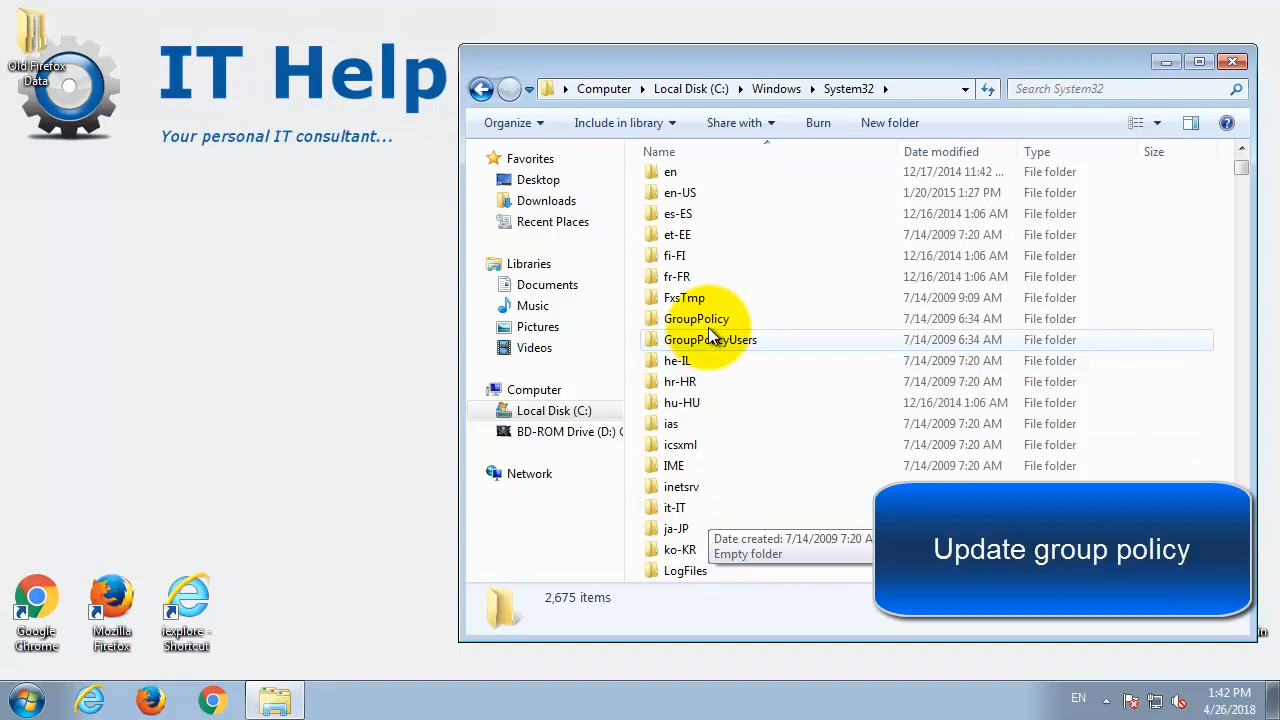 Old Firefox
Data
IT Help
Your personal IT consultant...
Computer
Local Disk (C:)
Windows
System32
Search System32
Organize
Include in library
Share with
Burn
New folder
Name
Date modified
Type
Size
Favorites
Desktop
Downloads
Recent Places
Libraries
Documents
Music
Pictures
Videos
Computer
Local Disk (C:)
BD-ROM Drive (D:)
Network
en 12/17/2014 11:42 ... File folder
en-US 1/20/2015 1:27 PM File folder
es-ES 12/16/2014 1:06 AM File folder
et-EE 7/14/2009 7:20 AM File folder
fi-FI 12/16/2014 1:06 AM File folder
fr-FR 12/16/2014 1:06 AM File folder
FxsTmp 7/14/2009 9:09 AM File folder
GroupPolicy 7/14/2009 6:34 AM File folder
GroupPolicyUsers 7/14/2009 6:34 AM File folder
he-IL 7/14/2009 7:20 AM File folder
hr-HR 7/14/2009 7:20 AM File folder
hu-HU 12/16/2014 1:06 AM File folder
ias 7/14/2009 7:20 AM File folder
icsxml 7/14/2009 7:20 AM File folder
IME 7/14/2009 7:20 AM File folder
inetsrv
it-IT
ja-JP
ko-KR
LogFiles
Date created: 7/14/2009 7:20 A
Empty folder
Update group policy
2,675 items
Google
Chrome
Mozilla
Firefox
iexplore -
Shortcut
EN
1:42 PM
4/26/2018